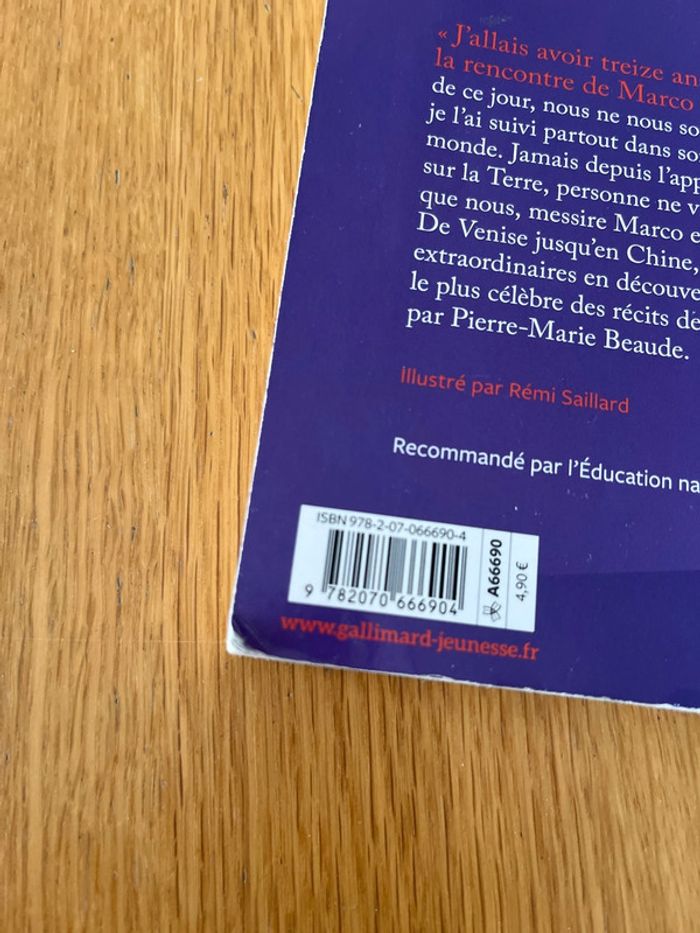 « J'allais avoir treize an
la rencontre de Marco
de ce jour, nous ne nous so
je l'ai suivi partout dans so
monde. Jamais depuis l'app
sur la Terre, personne ne v
que nous, messire Marco e
De Venise jusqu'en Chine,
extraordinaires en découve
le plus célèbre des récits de
par Pierre-Marie Beaude.
Illustré par Rémi Saillard
Recommandé par l'Éducation na
ISBN 978-2-07-066690-4
9 782070 666904
A66690
4,90 €
www.gallimard-jeunesse.fr